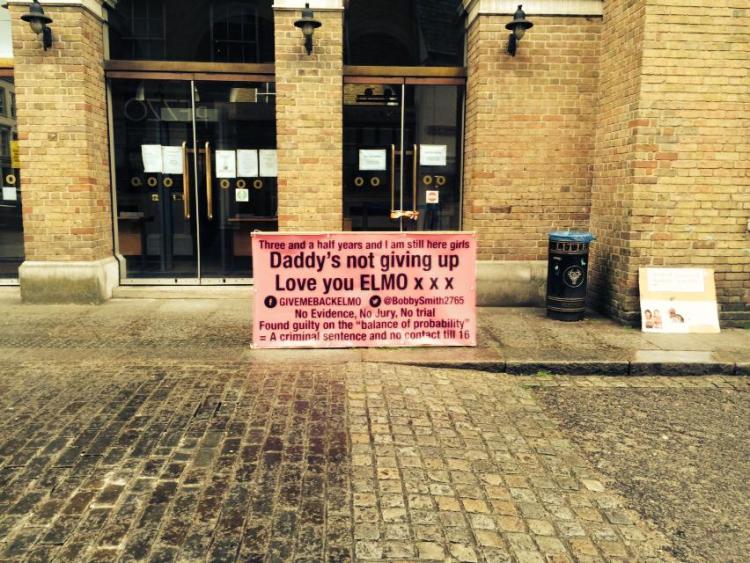 Three and a half years and I am still here girls
Daddy's not giving up
Love you ELMO x x x
GIVEMEBACKELMO @BobbySmith2765
No Evidence, No Jury, No trial
Found guilty on the "balance of probability"
= A criminal sentence and no contact till 16